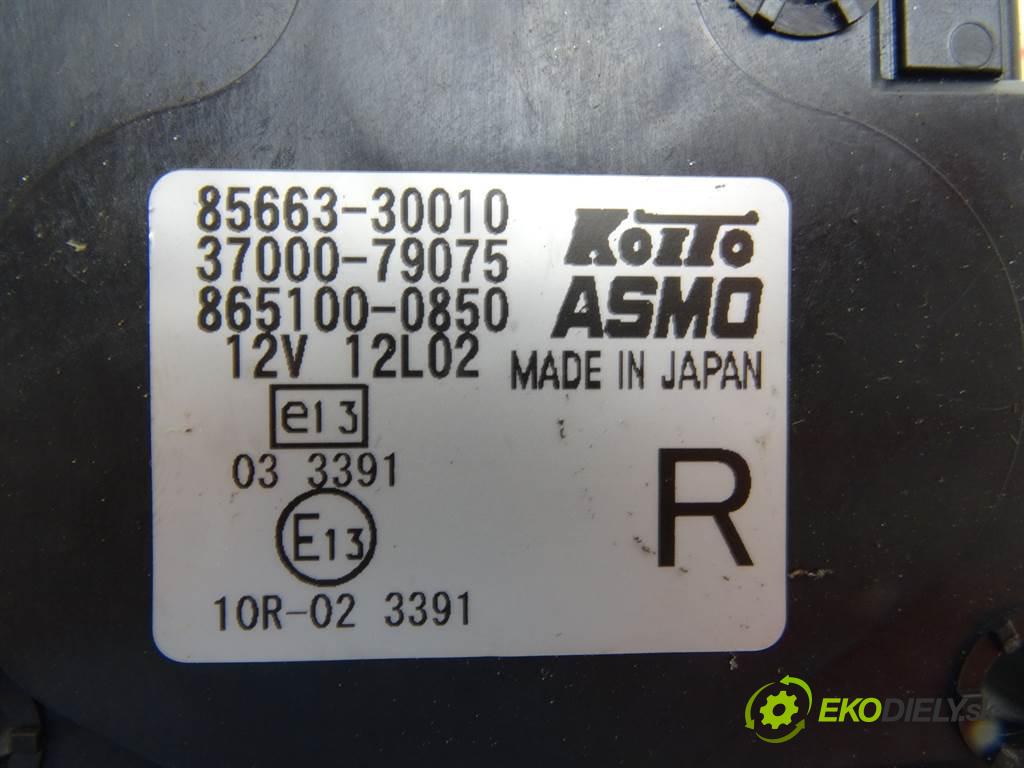 85663-30010
37000-79075
865100-0850
12V 12L02
KOITO
ASMO
MADE IN JAPAN
e13
03 3391
E13
10R-02 3391
R
EKODIELY.sk